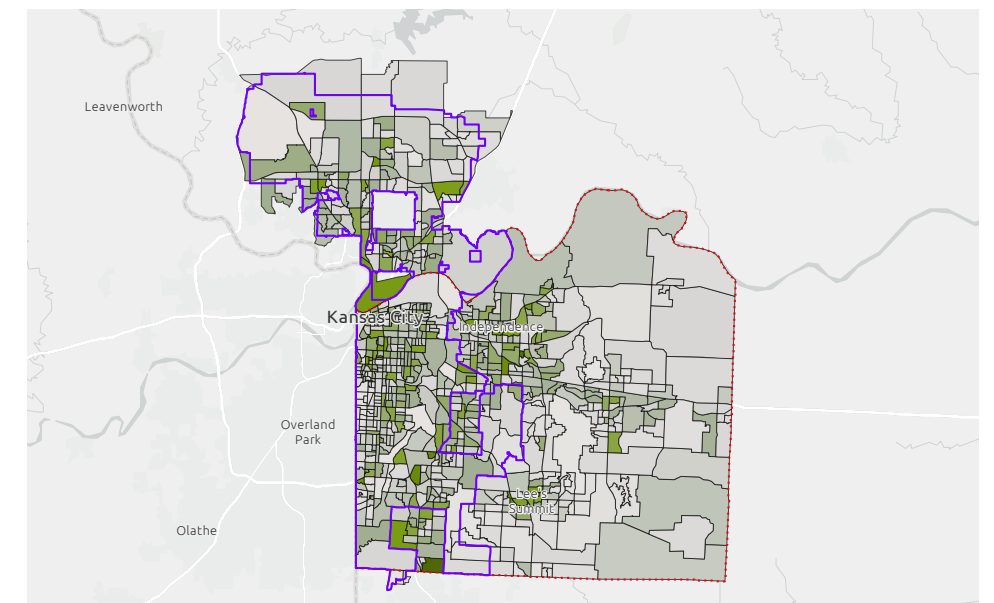 Leavenworth
Kansas City
Independence
Overland
Park
Lee's
Summit
Olathe